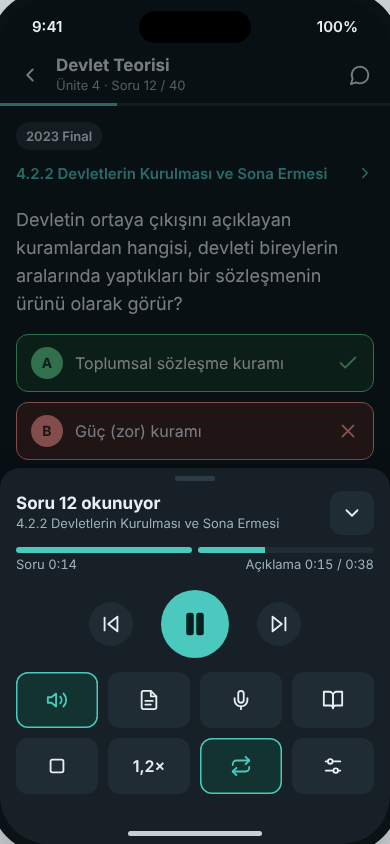 9:41
100%
Devlet Teorisi
Ünite 4 · Soru 12 / 40
2023 Final
4.2.2 Devletlerin Kurulması ve Sona Ermesi
Devletin ortaya çıkışını açıklayan
kuramlardan hangisi, devleti bireylerin
aralarında yaptıkları bir sözleşmenin
ürünü olarak görür?
A Toplumsal sözleşme kuramı
B Güç (zor) kuramı
Soru 12 okunuyor
4.2.2 Devletlerin Kurulması ve Sona Ermesi
Soru 0:14
Açıklama 0:15 / 0:38
1,2×